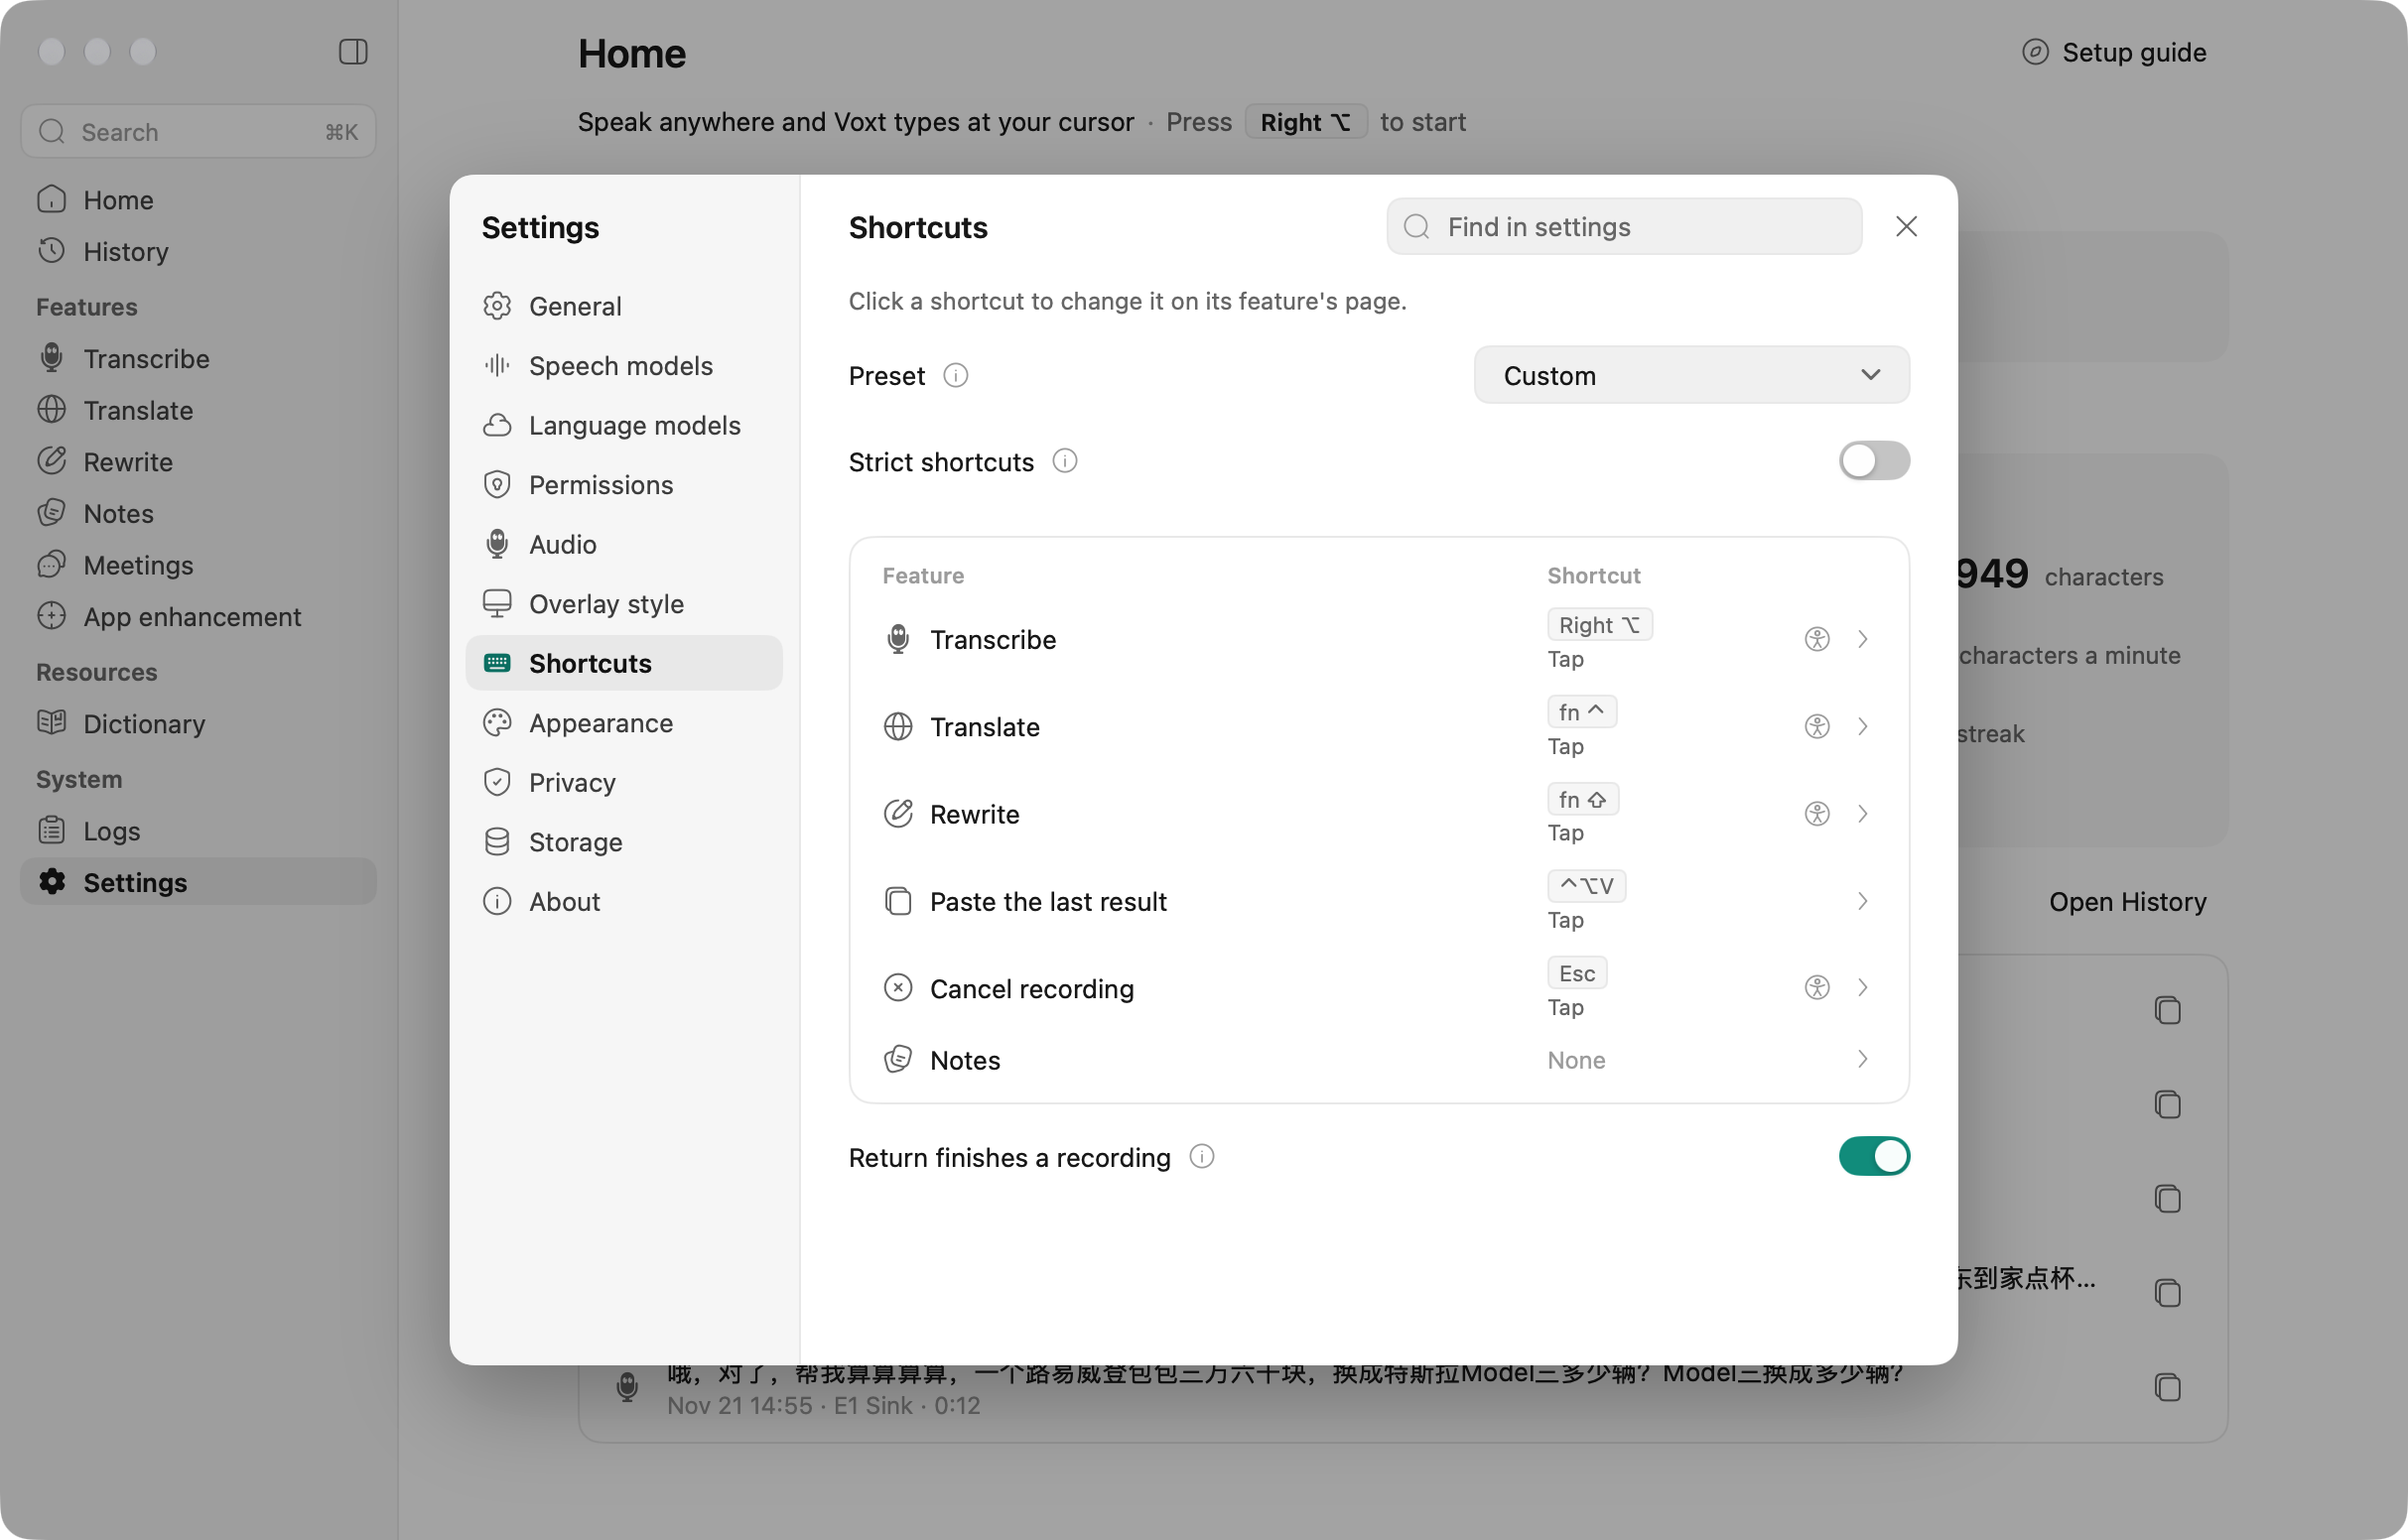 Home
Setup guide
Search ⌘K
Speak anywhere and Voxt types at your cursor · Press Right ⌥ to start
Home
History
Features
Transcribe
Translate
Rewrite
Notes
Meetings
App enhancement
Resources
Dictionary
System
Logs
Settings
Settings
General
Speech models
Language models
Permissions
Audio
Overlay style
Shortcuts
Appearance
Privacy
Storage
About
Shortcuts
Find in settings
Click a shortcut to change it on its feature's page.
Preset
Custom
Strict shortcuts
Feature Shortcut
Transcribe
Right ⌥
Tap
Translate
fn ^
Tap
Rewrite
fn ⇧
Tap
Paste the last result
^⌥V
Tap
Cancel recording
Esc
Tap
Notes
None
Return finishes a recording
949 characters
characters a minute
streak
Open History
到家点杯...
哦，对了，帮我算算算算，一个路易威登包包三万六千块，换成特斯拉Model三多少辆？Model三换成多少辆？
Nov 21 14:55 · E1 Sink · 0:12